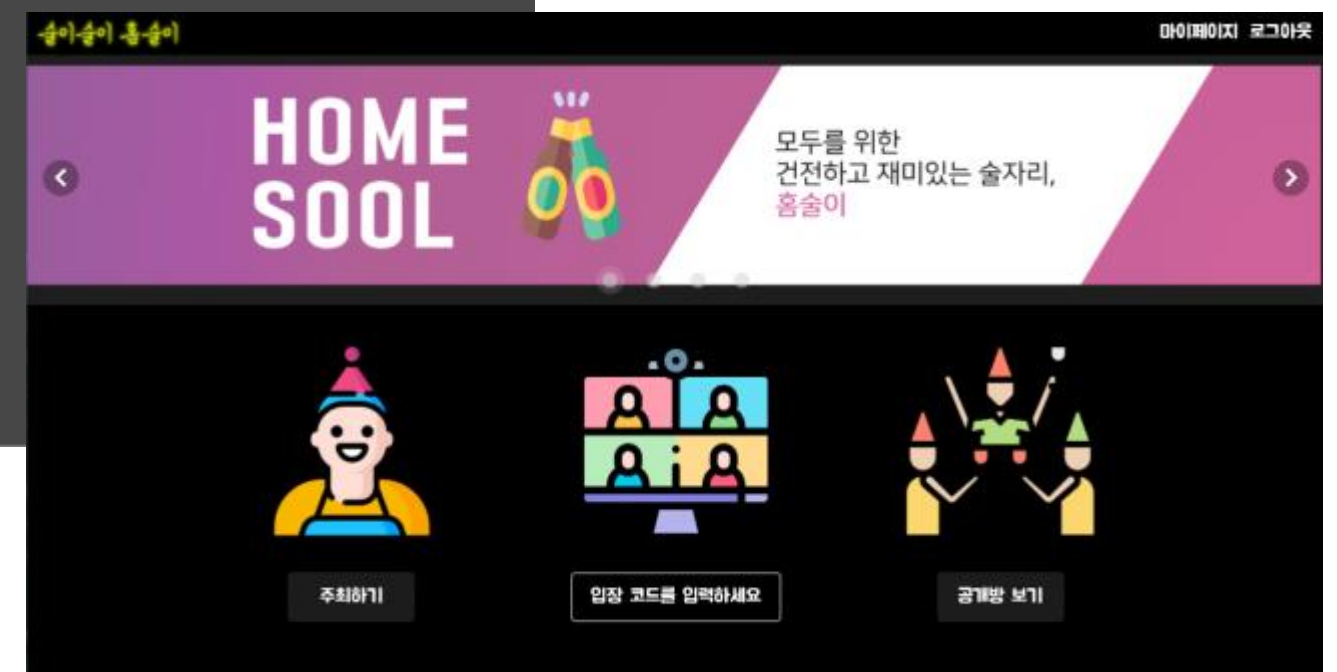 술이술이 홈술이
마이페이지 로그아웃
HOME
SOOL
모두를 위한
건전하고 재미있는 술자리,
홈술이
주최하기
입장 코드를 입력하세요
공개방 보기